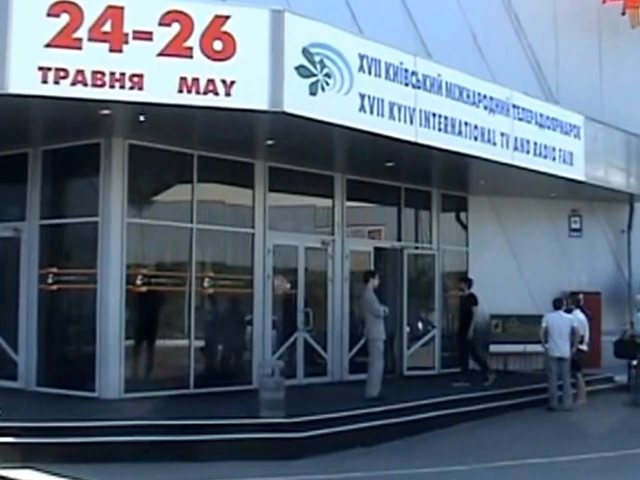 24-26
ТРАВНЯ MAY
XVII КИЇВСЬКИЙ МІЖНАРОДНИЙ ТЕЛЕРАДІОЯРМАРОК
XVII KYIV INTERNATIONAL TV AND RADIO FAIR